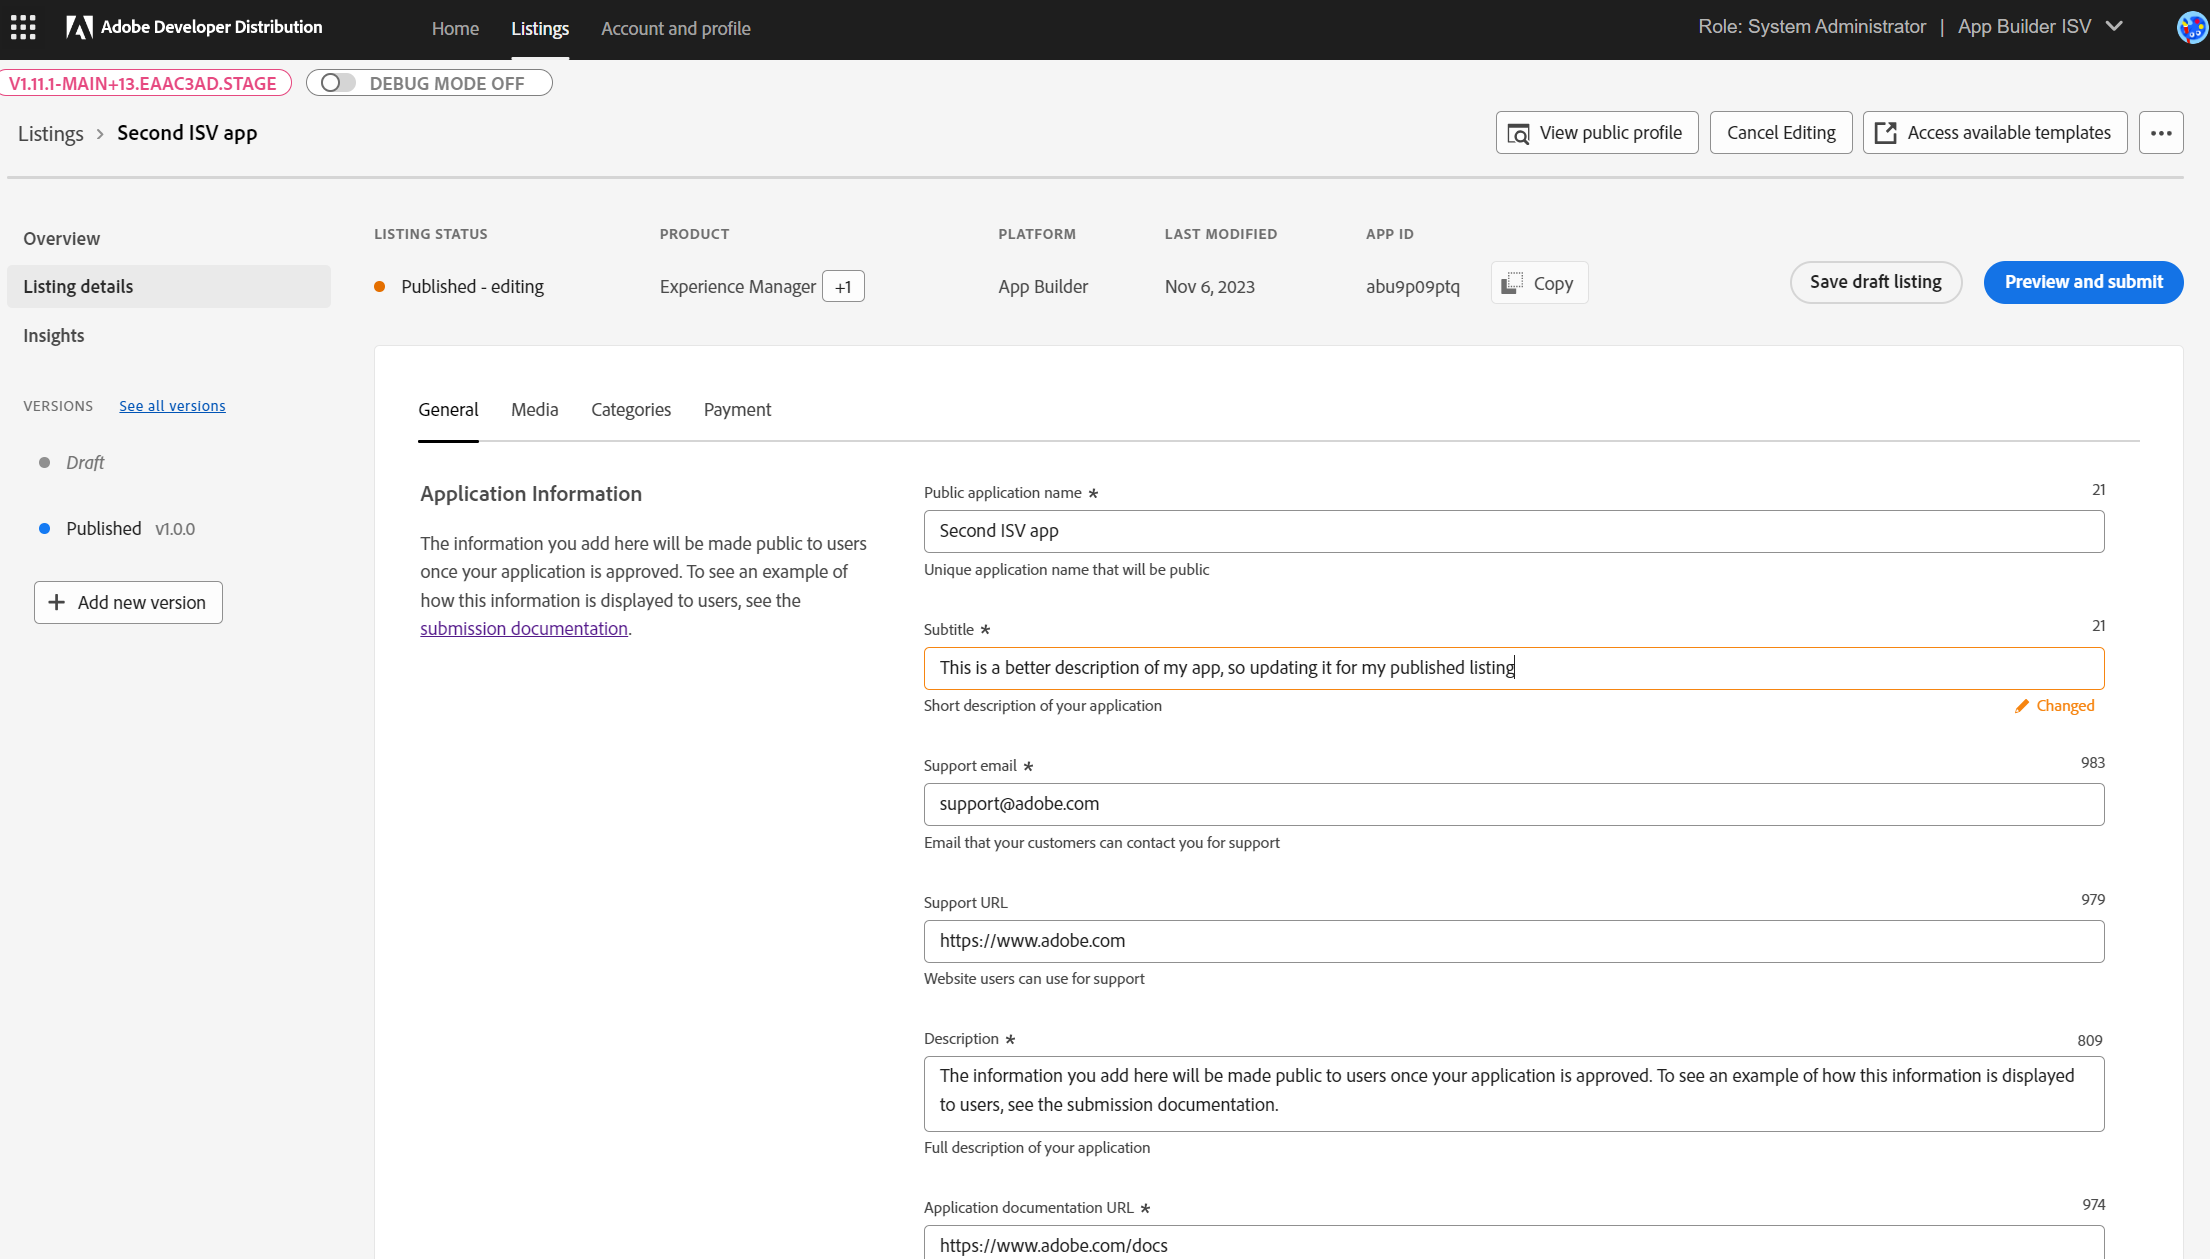 Adobe Developer Distribution
Home
Listings
Account and profile
Role: System Administrator | App Builder ISV
V1.11.1-MAIN+13.EAAC3AD.STAGE
DEBUG MODE OFF
Listings > Second ISV app
View public profile
Cancel Editing
Access available templates
Overview
Listing details
Insights
VERSIONS
See all versions
Draft
Published v1.0.0
Add new version
LISTING STATUS
Published - editing
PRODUCT
Experience Manager +1
PLATFORM
App Builder
LAST MODIFIED
Nov 6, 2023
APP ID
abu9p09ptq
Copy
Save draft listing
Preview and submit
General
Media
Categories
Payment
Application Information
The information you add here will be made public to users
once your application is approved. To see an example of
how this information is displayed to users, see the
submission documentation.
Public application name *
21
Second ISV app
Unique application name that will be public
Subtitle *
21
This is a better description of my app, so updating it for my published listing
Short description of your application
Changed
Support email *
983
support@adobe.com
Email that your customers can contact you for support
Support URL
979
https://www.adobe.com
Website users can use for support
Description *
809
The information you add here will be made public to users once your application is approved. To see an example of how this information is displayed
to users, see the submission documentation.
Full description of your application
Application documentation URL *
974
https://www.adobe.com/docs